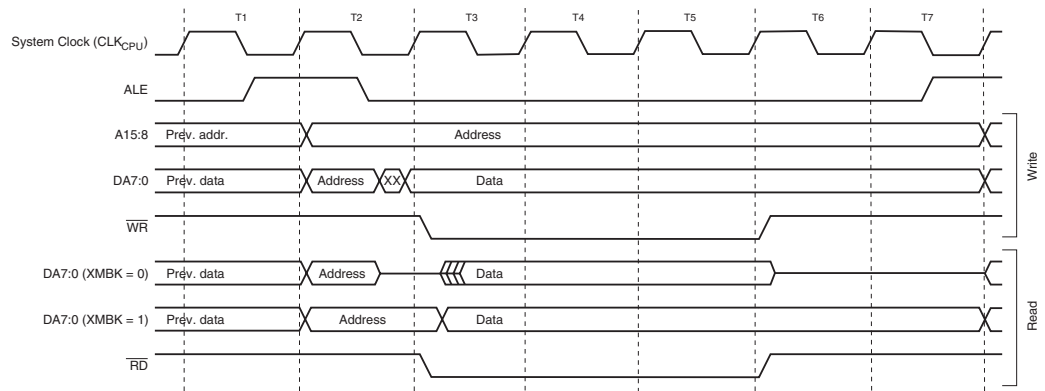 T1 T2 T3 T4 T5 T6 T7
System Clock (CLKCPU)
ALE
A15:8 Prev. addr. Address
DA7:0 Prev. data Address XX Data
WR
Write
DA7:0 (XMBK = 0) Prev. data Address Data
DA7:0 (XMBK = 1) Prev. data Address Data
RD
Read